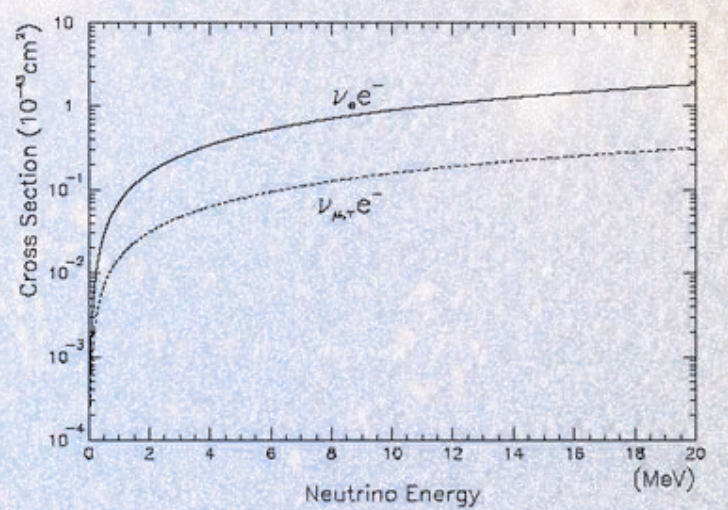 10
1
10⁻¹
10⁻²
10⁻³
10⁻⁴
Cross Section (10⁻⁴³cm²)
νₑe⁻
ν_μ,τe⁻
0 2 4 6 8 10 12 14 16 18 20
(MeV)
Neutrino Energy